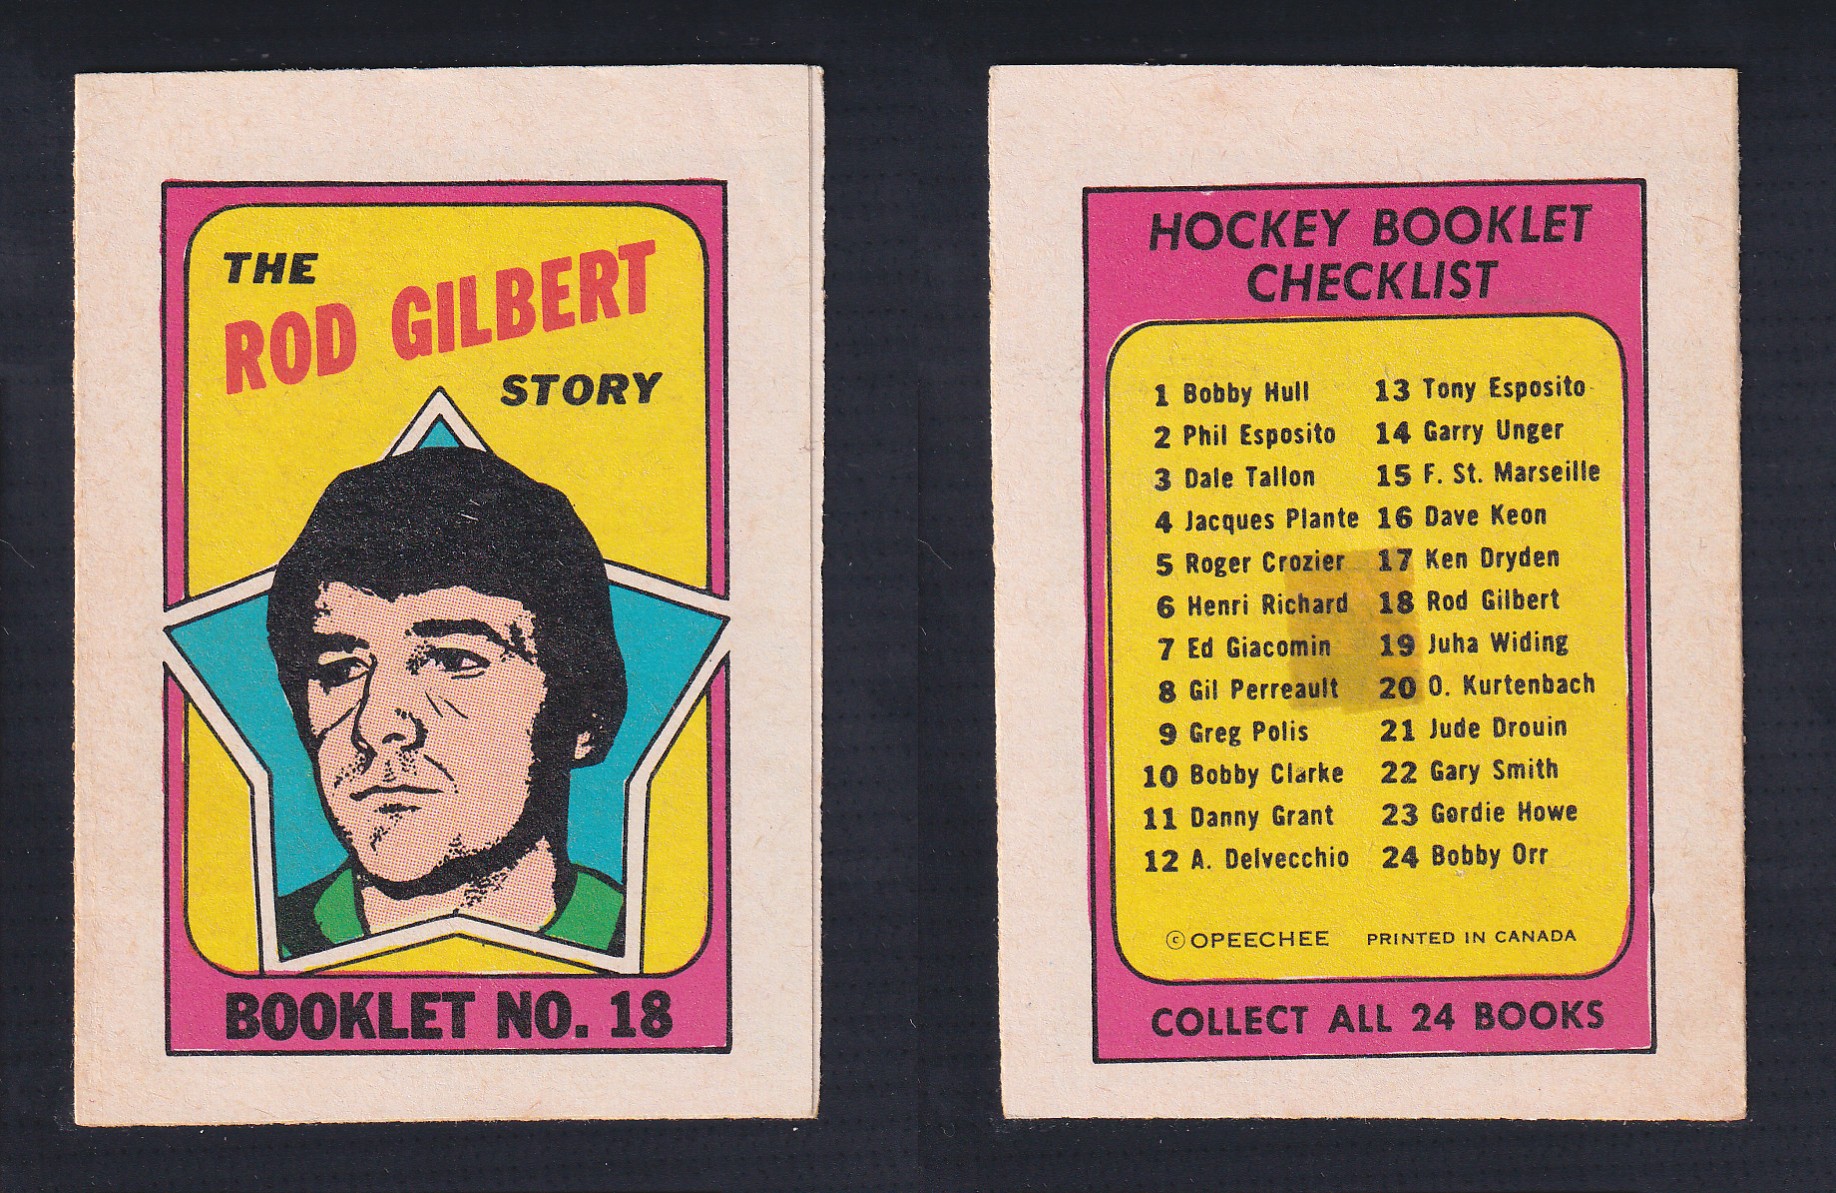 THE
ROD GILBERT
STORY
BOOKLET NO. 18
HOCKEY BOOKLET
CHECKLIST
1 Bobby Hull 13 Tony Esposito
2 Phil Esposito 14 Garry Unger
3 Dale Tallon 15 F. St. Marseille
4 Jacques Plante 16 Dave Keon
5 Roger Crozier 17 Ken Dryden
6 Henri Richard 18 Rod Gilbert
7 Ed Giacomin 19 Juha Widing
8 Gil Perreault 20 O. Kurtenbach
9 Greg Polis 21 Jude Drouin
10 Bobby Clarke 22 Gary Smith
11 Danny Grant 23 Gordie Howe
12 A. Delvecchio 24 Bobby Orr
© OPEECHEE PRINTED IN CANADA
COLLECT ALL 24 BOOKS